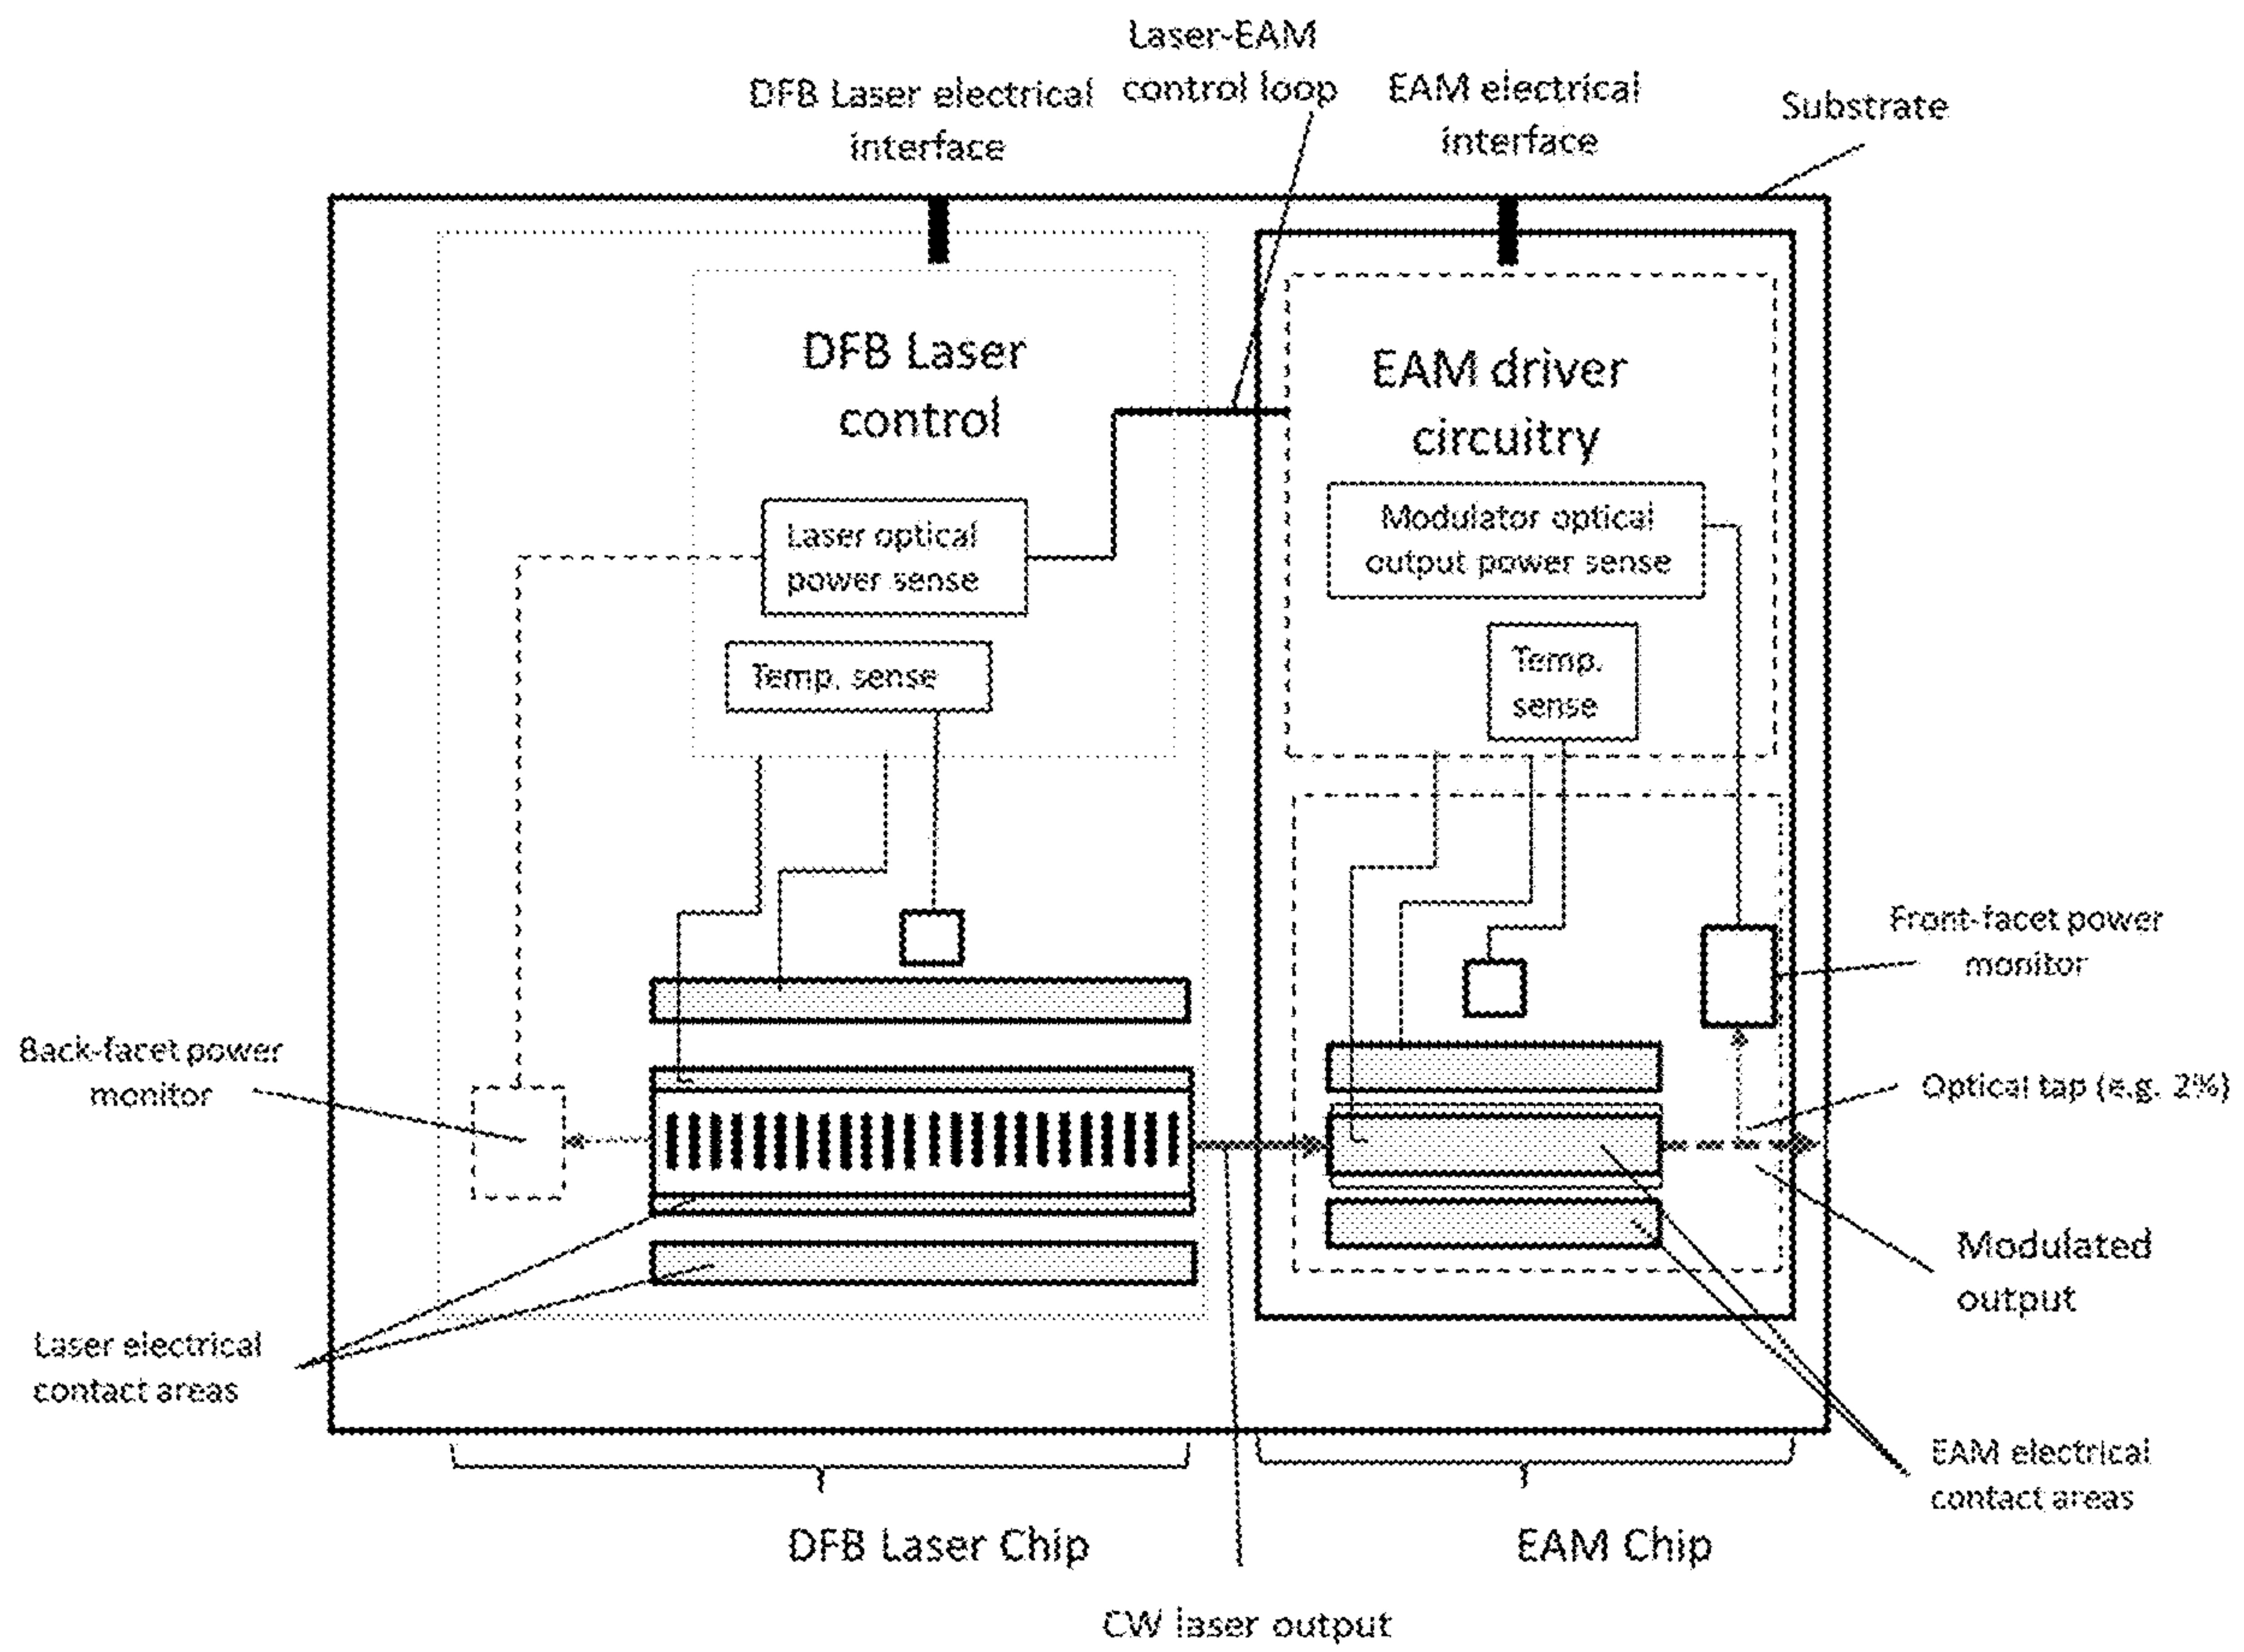 Laser-EAM
control loop
DFB Laser electrical
interface
EAM electrical
interface
Substrate
DFB Laser
control
EAM driver
circuitry
Laser optical
power sense
Modulator optical
output power sense
Temp. sense
Temp.
sense
Front-facet power
monitor
Back-facet power
monitor
Optical tap (e.g. 2%)
Modulated
output
Laser electrical
contact areas
EAM electrical
contact areas
DFB Laser Chip
EAM Chip
CW laser output